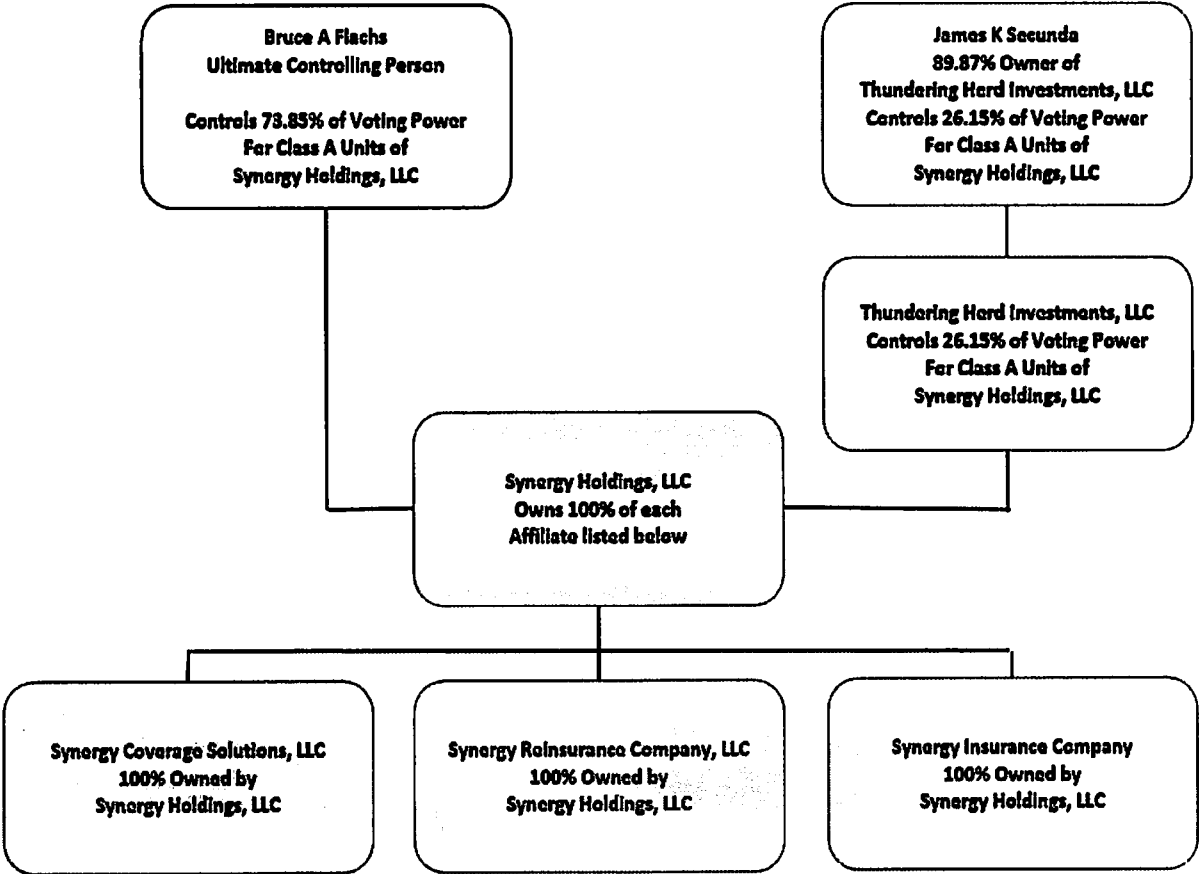 Bruce A Flachs
Ultimate Controlling Person
Controls 73.85% of Voting Power
For Class A Units of
Synergy Holdings, LLC
James K Secunda
89.87% Owner of
Thundering Herd Investments, LLC
Controls 26.15% of Voting Power
For Class A Units of
Synergy Holdings, LLC
Thundering Herd Investments, LLC
Controls 26.15% of Voting Power
For Class A Units of
Synergy Holdings, LLC
Synergy Holdings, LLC
Owns 100% of each
Affiliate listed below
Synergy Coverage Solutions, LLC
100% Owned by
Synergy Holdings, LLC
Synergy Reinsurance Company, LLC
100% Owned by
Synergy Holdings, LLC
Synergy Insurance Company
100% Owned by
Synergy Holdings, LLC